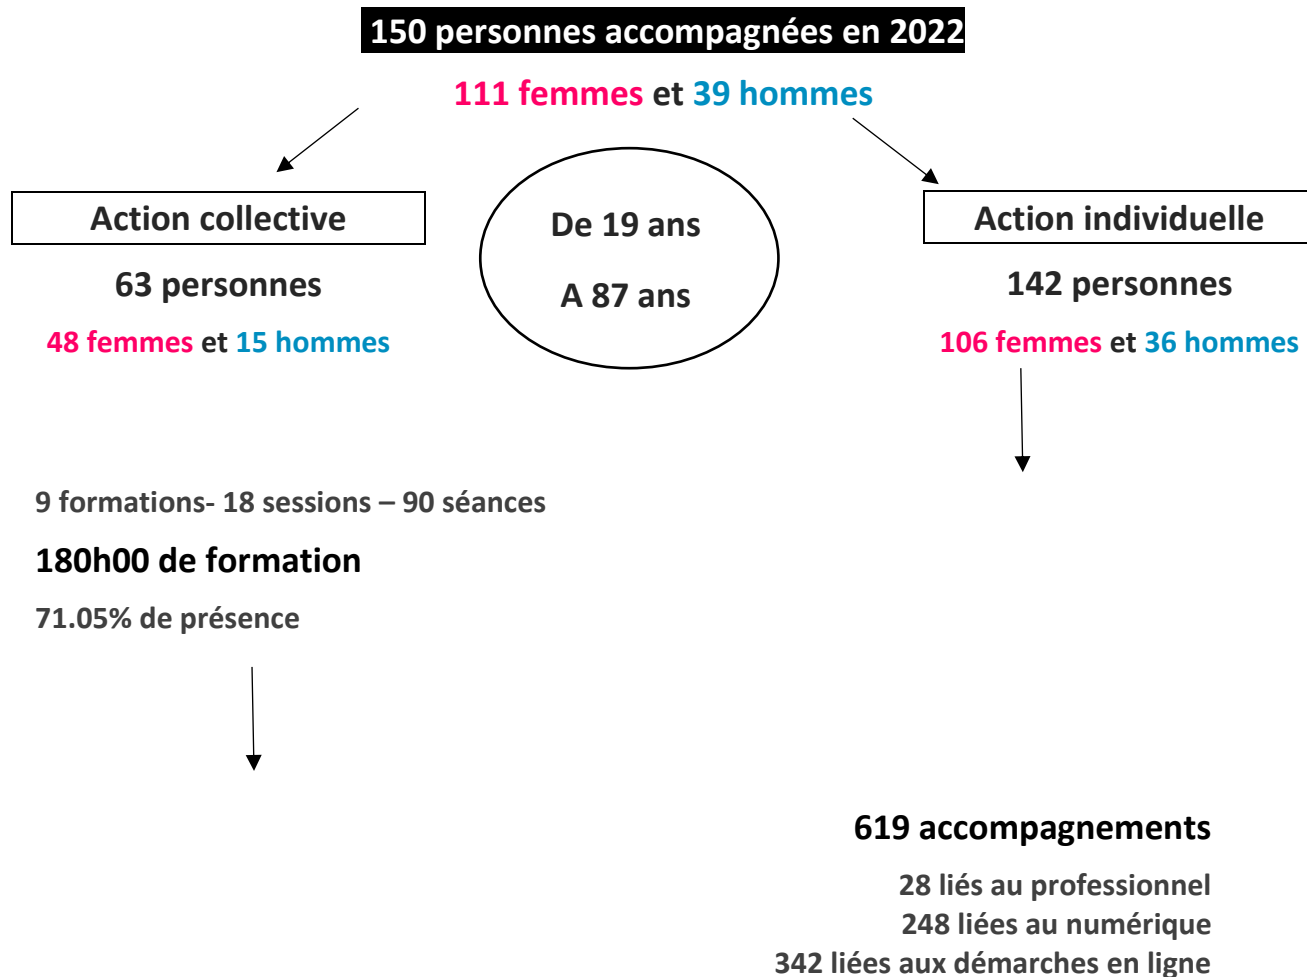 150 personnes accompagnées en 2022
111 femmes et 39 hommes
Action collective
63 personnes
48 femmes et 15 hommes
De 19 ans
A 87 ans
Action individuelle
142 personnes
106 femmes et 36 hommes
9 formations- 18 sessions – 90 séances
180h00 de formation
71.05% de présence
619 accompagnements
28 liés au professionnel
248 liées au numérique
342 liées aux démarches en ligne